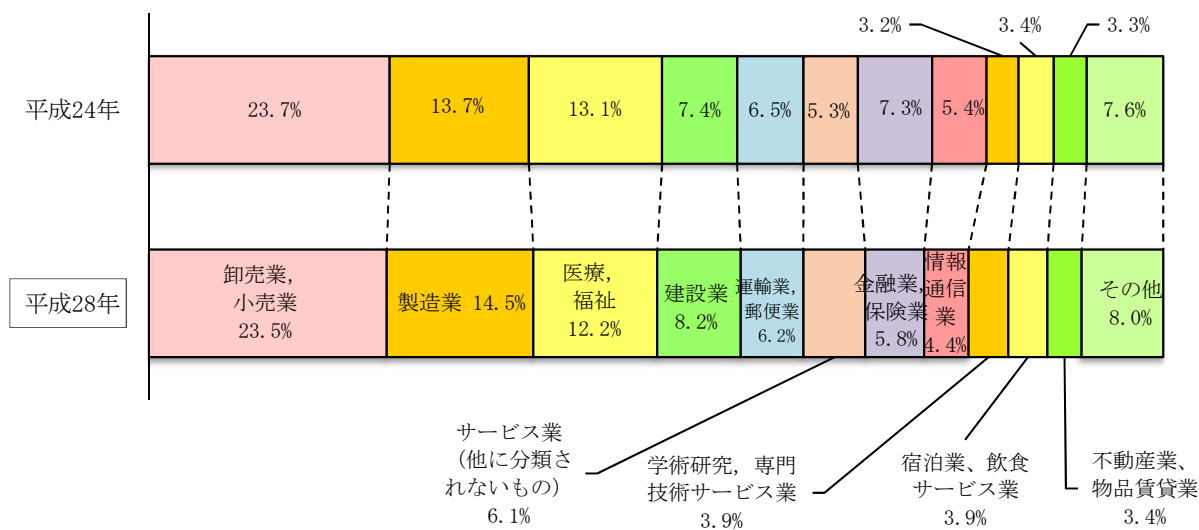 3.2%
3.4%
3.3%
平成24年
23.7%
13.7%
13.1%
7.4%
6.5%
5.3%
7.3%
5.4%
7.6%
平成28年
卸売業,
小売業
23.5%
製造業 14.5%
医療,
福祉
12.2%
建設業
8.2%
運輸業,
郵便業
6.2%
金融業,
保険業
5.8%
情報
通信
業
4.4%
その他
8.0%
サービス業
(他に分類さ
れないもの)
6.1%
学術研究, 専門
技術サービス業
3.9%
宿泊業、飲食
サービス業
3.9%
不動産業、
物品賃貸業
3.4%